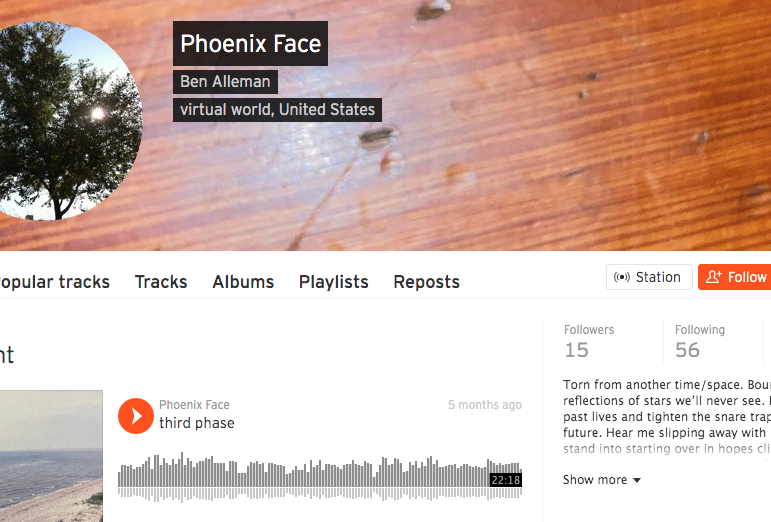 Phoenix Face
Ben Alleman
virtual world, United States
opular tracks Tracks Albums Playlists Reposts
Station Follow
nt
Followers Following
15 56
Phoenix Face 5 months ago
third phase
22:18
Torn from another time/space. Bou
reflections of stars we'll never see.
past lives and tighten the snare trap
future. Hear me slipping away with
stand into starting over in hopes cli
Show more